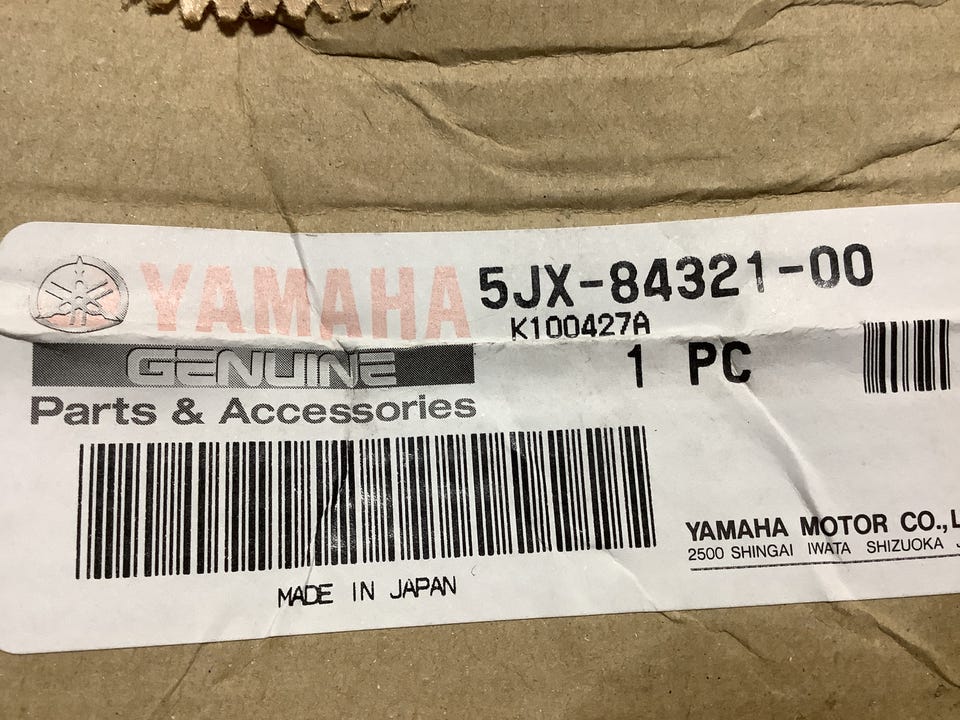 YAMAHA 5JX-84321-00
K100427A
GENUINE 1 PC
Parts & Accessories
MADE IN JAPAN
YAMAHA MOTOR CO.,L
2500 SHINGAI IWATA SHIZUOKA J